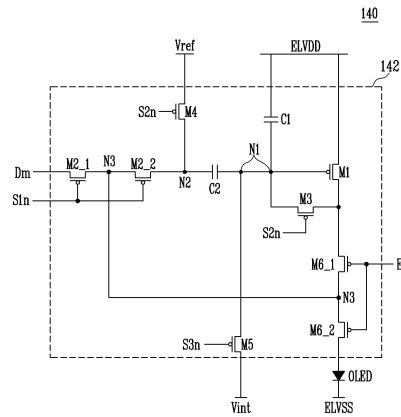 140
Vref
ELVDD
142
S2n
M4
C1
Dm
M2_1
N3
M2_2
N1
N2
C2
M1
S1n
M3
S2n
M6_1
E
N3
S3n
M5
M6_2
OLED
Vint
ELVSS